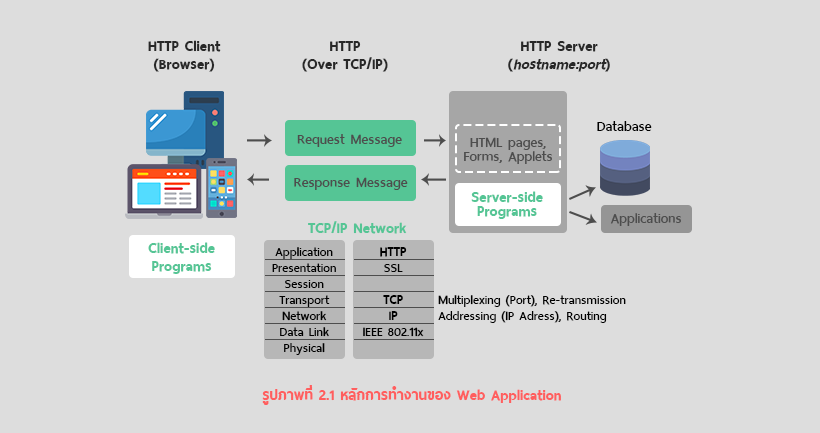 HTTP Client
(Browser)
HTTP
(Over TCP/IP)
HTTP Server
(hostname:port)
Request Message
Response Message
HTML pages,
Forms, Applets
Server-side
Programs
Database
Applications
Client-side
Programs
TCP/IP Network
Application HTTP
Presentation SSL
Session
Transport TCP Multiplexing (Port), Re-transmission
Network IP Addressing (IP Adress), Routing
Data Link IEEE 802.11x
Physical
รูปภาพที่ 2.1 หลักการทำงานของ Web Application